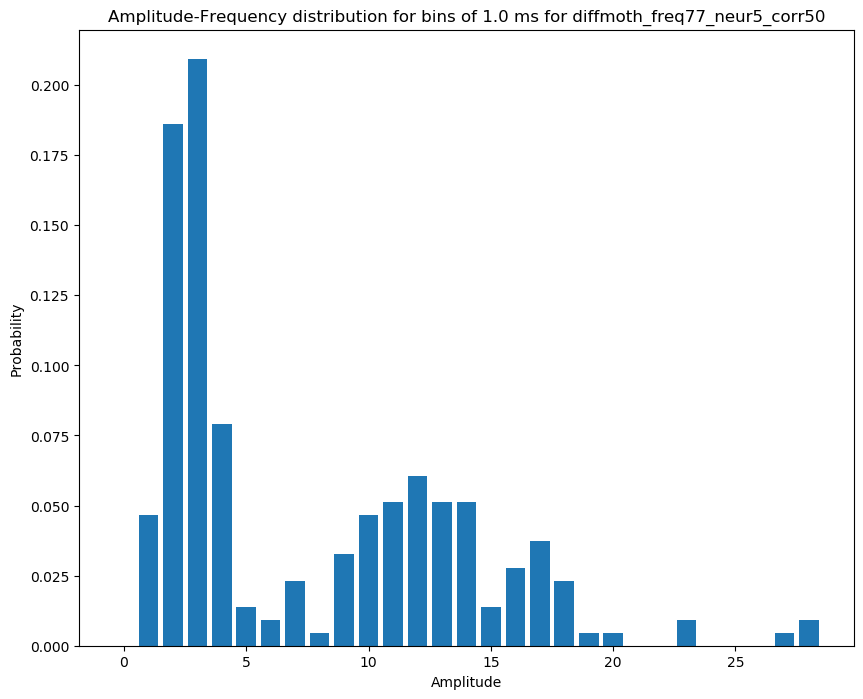 Amplitude-Frequency distribution for bins of 1.0 ms for diffmoth_freq77_neur5_corr50
0.200
0.175
0.150
0.125
0.100
0.075
0.050
0.025
0.000
Probability
0 5 10 15 20 25
Amplitude